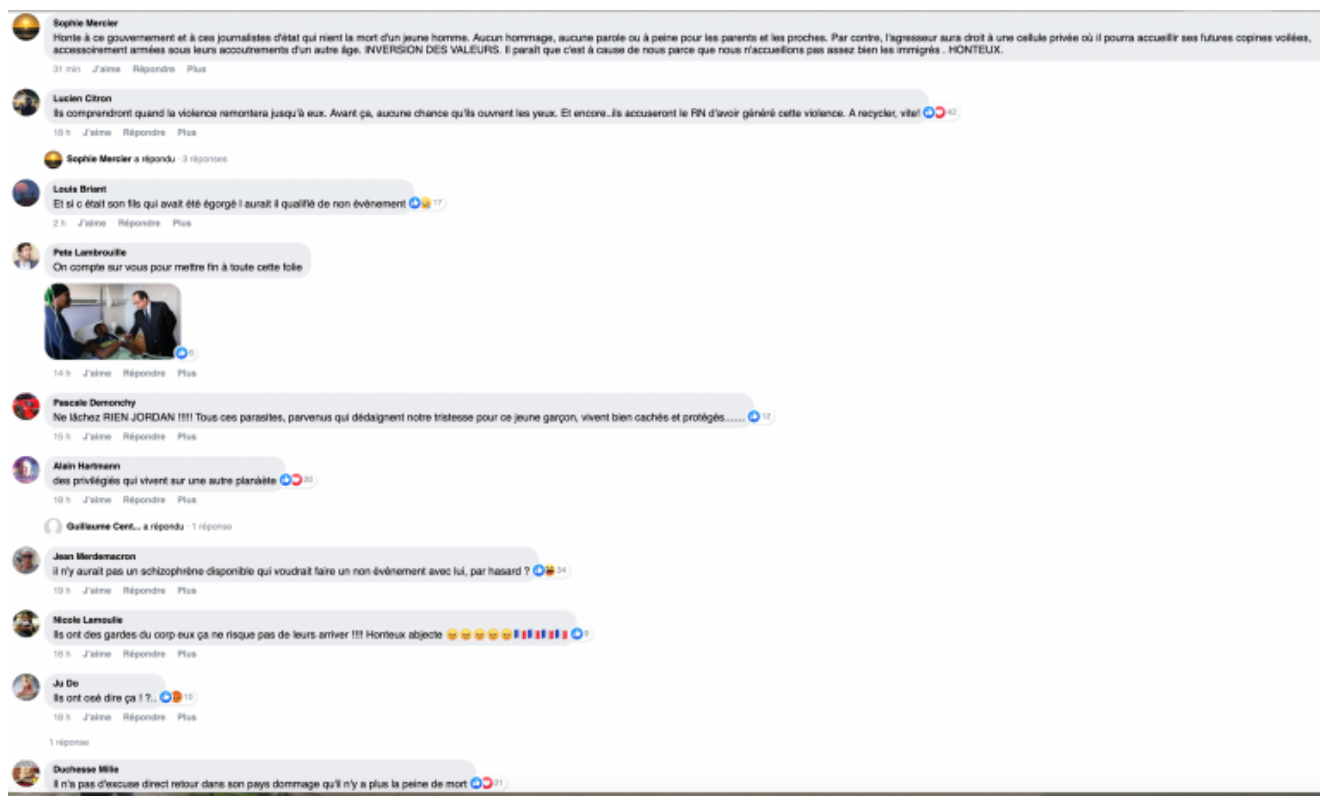 Sophie Mercier
Honte à ce gouvernement et à ces journalistes d'état qui nient la mort d'un jeune homme. Aucun hommage, aucune parole ou à peine pour les parents et les proches. Par contre, l'agresseur aura droit à une cellule privée où il pourra accueillir ses futures copines voilées,
accessoirement armées sous leurs accoutrements d'un autre âge. INVERSION DES VALEURS. Il paraît que c'est à cause de nous parce que nous n'accueillons pas assez bien les immigrés . HONTEUX.
31 min J'aime Répondre Plus
Lucien Citron
Ils comprendront quand la violence remontera jusqu'à eux. Avant ça, aucune chance qu'ils ouvrent les yeux. Et encore..ils accuseront le RN d'avoir généré cette violence. A recycler, vite! 42
18 h J'aime Répondre Plus
Sophie Mercier a répondu · 3 réponses
Louis Briant
Et si c était son fils qui avait été égorgé l aurait il qualifié de non évènement 17
2 h J'aime Répondre Plus
Pete Lambrouille
On compte sur vous pour mettre fin à toute cette folie
6
14 h J'aime Répondre Plus
Pascale Demonchy
Ne lâchez RIEN JORDAN !!!!! Tous ces parasites, parvenus qui dédaignent notre tristesse pour ce jeune garçon, vivent bien cachés et protégés....... 12
15 h J'aime Répondre Plus
Alain Hartmann
des privilégiés qui vivent sur une autre planàète 20
18 h J'aime Répondre Plus
Guillaume Cent... a répondu · 1 réponse
Jean Merdemacron
il n'y aurait pas un schizophrène disponible qui voudrait faire un non évènement avec lui, par hasard ? 34
19 h J'aime Répondre Plus
Nicole Lamoulie
Ils ont des gardes du corp eux ça ne risque pas de leurs arriver !!!! Honteux abjecte 😠😠😠😠😠🇫🇷🇫🇷🇫🇷🇫🇷
16 h J'aime Répondre Plus
Ju Do
Ils ont osé dire ça ! ?.. 10
18 h J'aime Répondre Plus
1 réponse
Duchesse Milie
Il n'a pas d'excuse direct retour dans son pays dommage qu'il n'y a plus la peine de mort 21